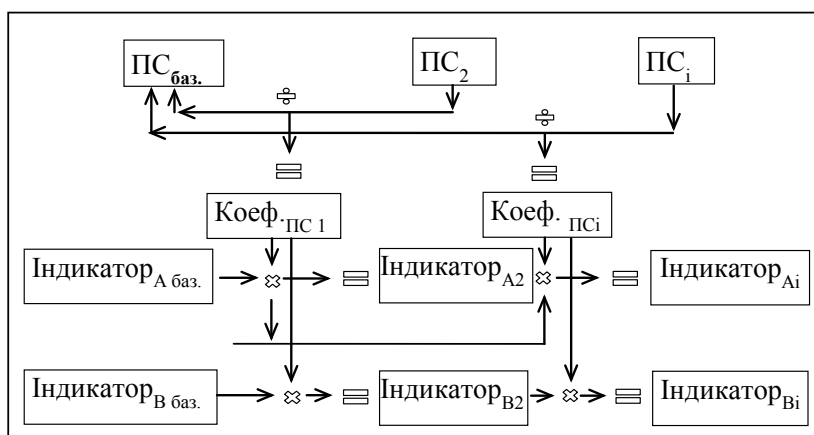 ПСбаз. ПС2 ПСi
÷ ÷
= =
Коеф.ПС 1 Коеф. ПСi
ІндикаторА баз. × = ІндикаторА2 × = ІндикаторАi
ІндикаторВ баз. × = ІндикаторВ2 × = ІндикаторВi